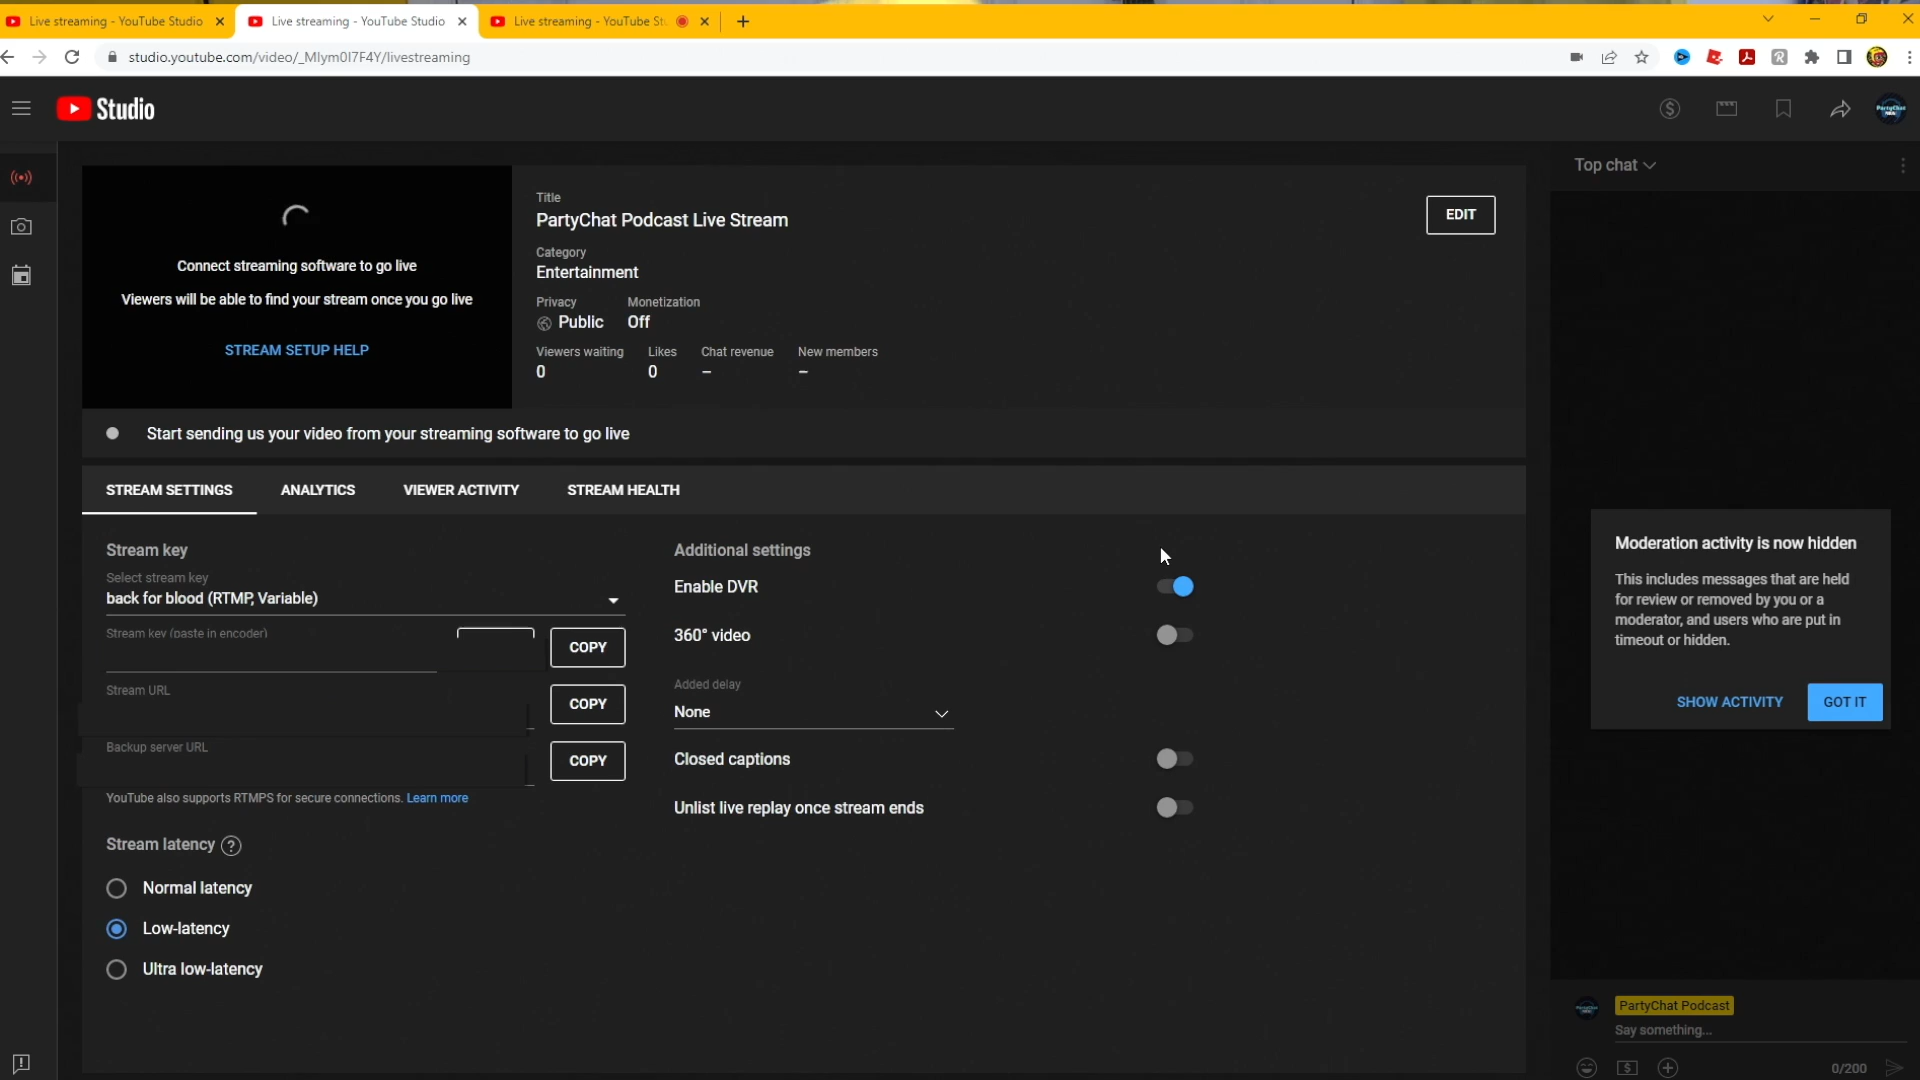 Live streaming - YouTube Studio
Live streaming - YouTube Studio
Live streaming - YouTube Stu
studio.youtube.com/video/_MIym0I7F4Y/livestreaming
Studio
Connect streaming software to go live
Viewers will be able to find your stream once you go live
STREAM SETUP HELP
Title
PartyChat Podcast Live Stream
EDIT
Category
Entertainment
Privacy
Monetization
Public
Off
Viewers waiting
Likes
Chat revenue
New members
0
0
–
–
Start sending us your video from your streaming software to go live
STREAM SETTINGS
ANALYTICS
VIEWER ACTIVITY
STREAM HEALTH
Stream key
Select stream key
back for blood (RTMP, Variable)
Stream key (paste in encoder)
COPY
Stream URL
COPY
Backup server URL
COPY
YouTube also supports RTMPS for secure connections. Learn more
Stream latency ?
Normal latency
Low-latency
Ultra low-latency
Additional settings
Enable DVR
360° video
Added delay
None
Closed captions
Unlist live replay once stream ends
Top chat
Moderation activity is now hidden
This includes messages that are held
for review or removed by you or a
moderator, and users who are put in
timeout or hidden.
SHOW ACTIVITY
GOT IT
PartyChat Podcast
Say something...
0/200